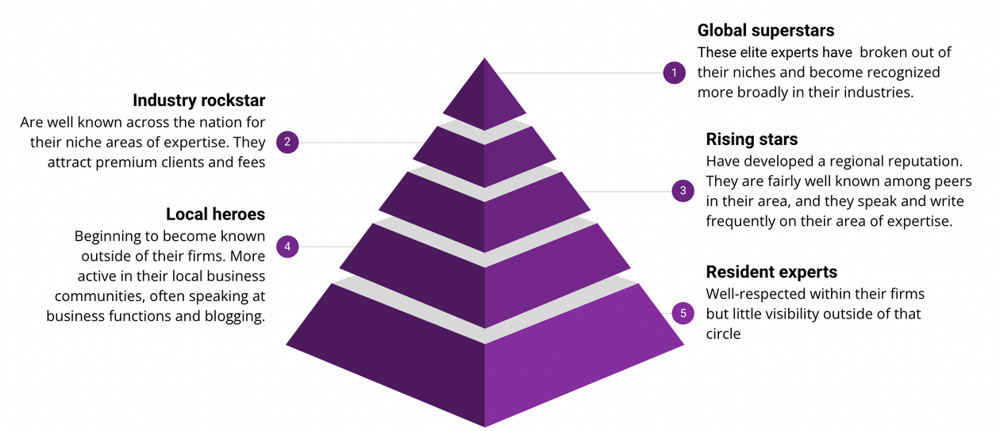 Global superstars
These elite experts have broken out of
their niches and become recognized
more broadly in their industries.
1
Industry rockstar
Are well known across the nation for
their niche areas of expertise. They
attract premium clients and fees
2
Rising stars
Have developed a regional reputation.
They are fairly well known among peers
in their area, and they speak and write
frequently on their area of expertise.
3
Local heroes
Beginning to become known
outside of their firms. More
active in their local business
communities, often speaking at
business functions and blogging.
4
Resident experts
Well-respected within their firms
but little visibility outside of that
circle
5